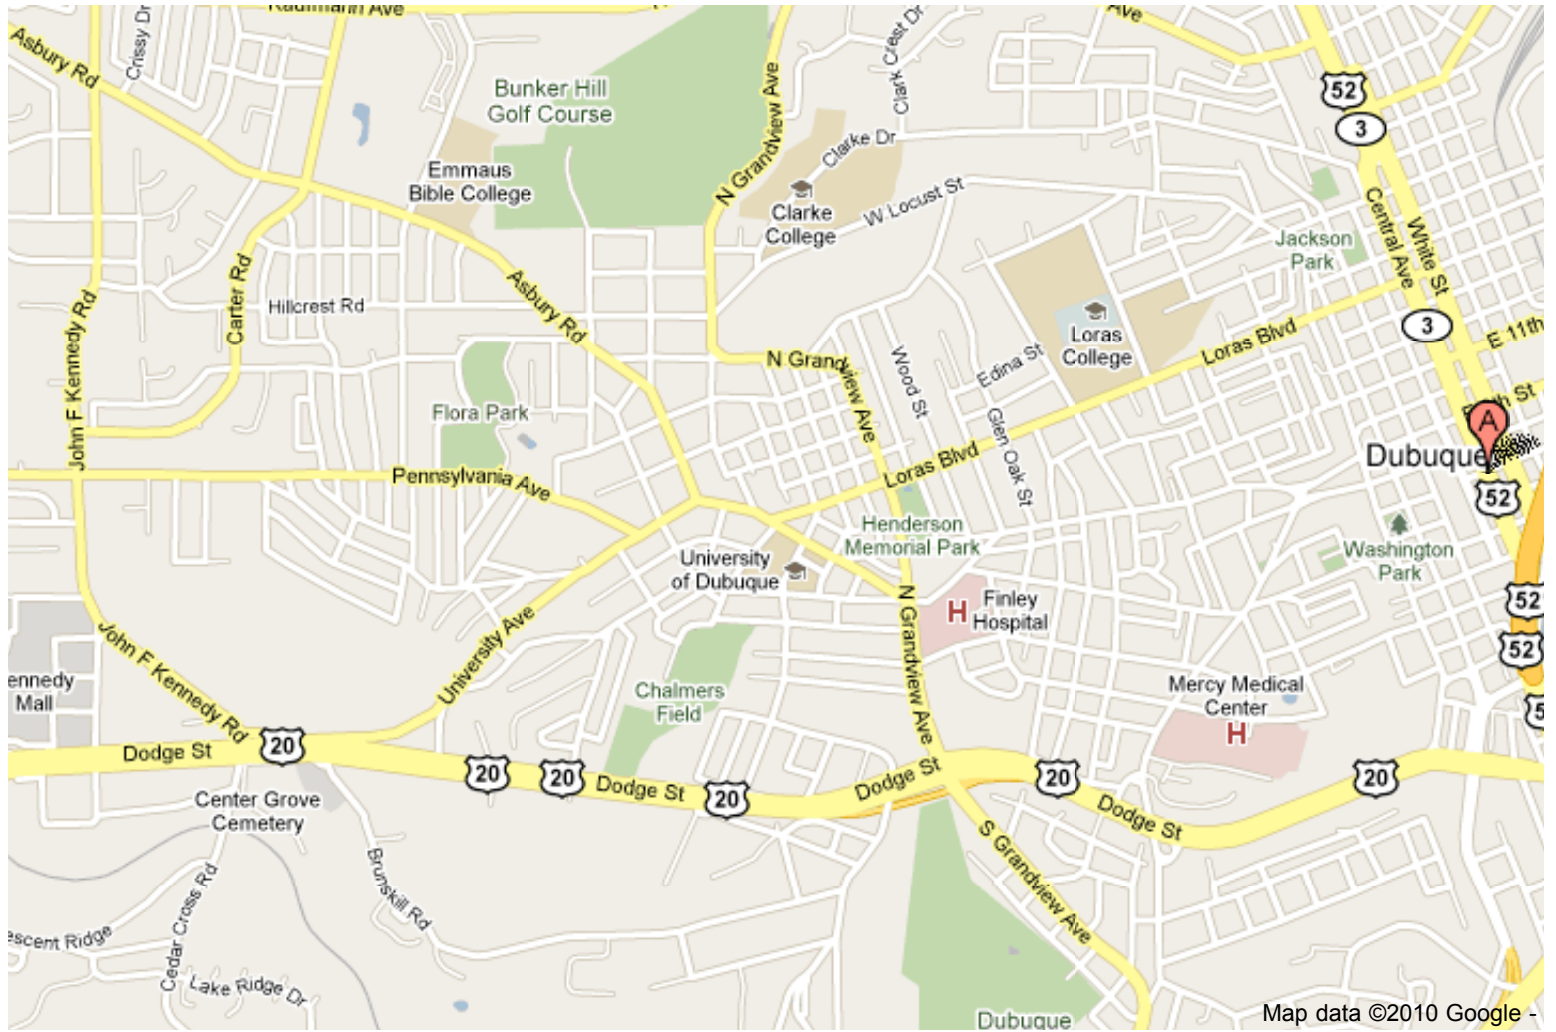 Kaufmann Ave
Ave
Asbury Rd
Crissy Dr
Clark Crest Dr
52
Bunker Hill
Golf Course
N Grandview Ave
3
Clarke Dr
Emmaus
Bible College
Clarke
College
W Locust St
Central Ave
White St
Jackson
Park
Carter Rd
Hillcrest Rd
Asbury Rd
John F Kennedy Rd
Loras
College
3
E 11th
Loras Blvd
N Grandview Ave
Wood St
Edina St
Flora Park
Glen Oak St
St
A
Dubuque
Loras Blvd
Pennsylvania Ave
52
Henderson
Memorial Park
Washington
Park
University
of Dubuque
Finley
Hospital
H
N Grandview Ave
52
University Ave
John F Kennedy Rd
52
ennedy
Mall
Chalmers
Field
Mercy Medical
Center
H
5
Dodge St
20
20
20
Dodge St
20
Dodge St
20
Dodge St
20
Center Grove
Cemetery
S Grandview Ave
Brunskill Rd
Cedar Cross Rd
escent Ridge
Lake Ridge Dr
Dubuque
Map data ©2010 Google -